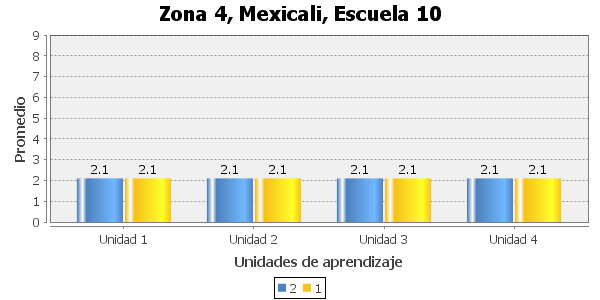 Zona 4, Mexicali, Escuela 10
Promedio
9
8
7
6
5
4
3
2
1
0
2.1 2.1 2.1 2.1 2.1 2.1 2.1 2.1
Unidad 1 Unidad 2 Unidad 3 Unidad 4
Unidades de aprendizaje
2 1